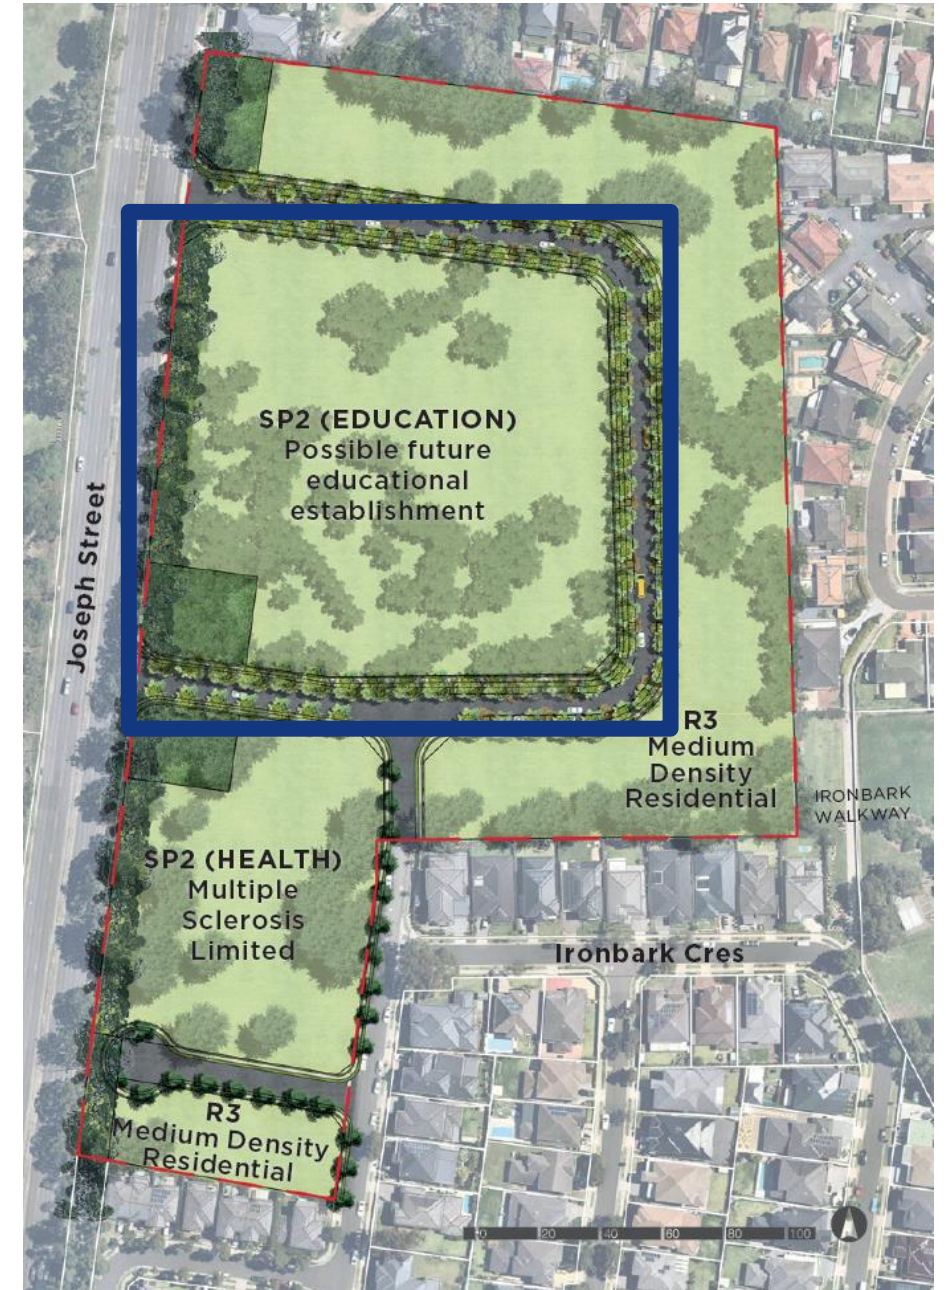 SP2 (EDUCATION)
Possible future
educational
establishment
Joseph Street
R3
Medium
Density
Residential
IRONBARK
WALKWAY
SP2 (HEALTH)
Multiple
Sclerosis
Limited
Ironbark Cres
R3
Medium Density
Residential
0 20 40 60 80 100